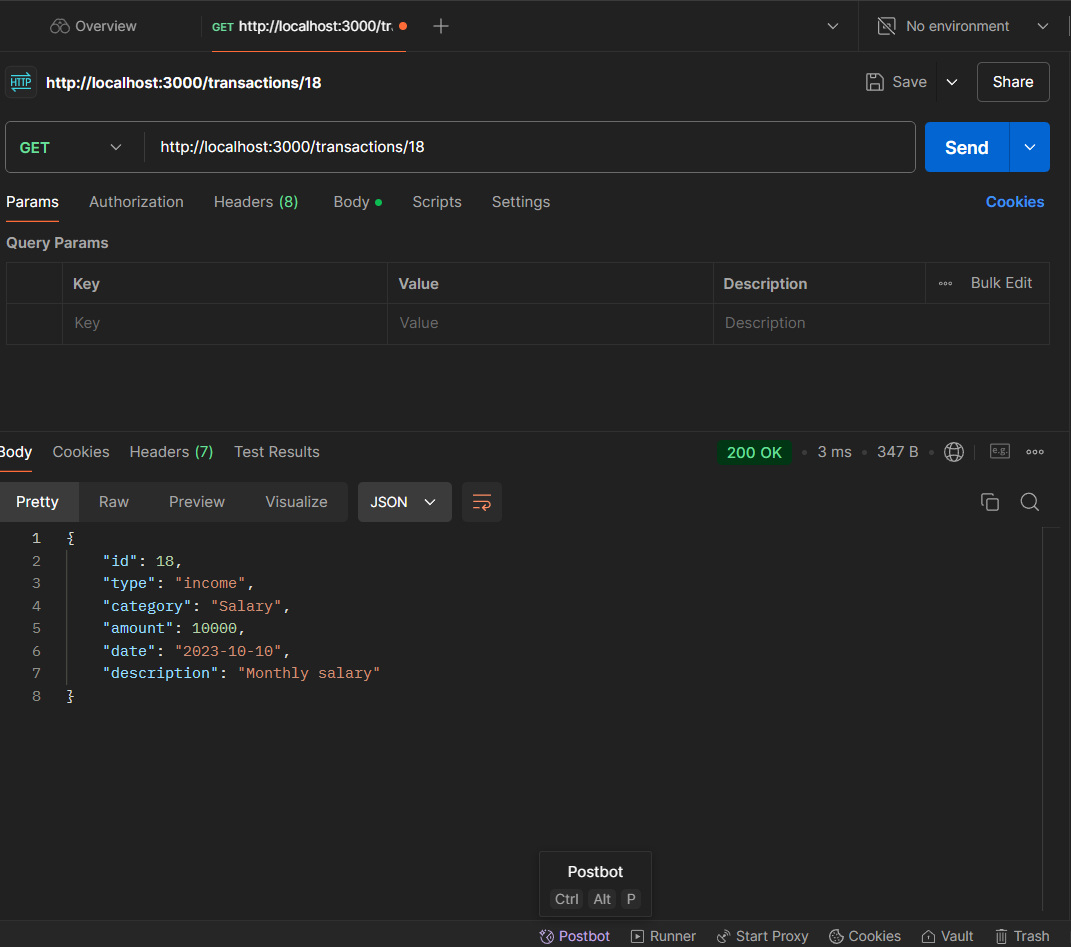 Overview
GET http://localhost:3000/tr.
No environment
HTTP http://localhost:3000/transactions/18
Save
Share
GET http://localhost:3000/transactions/18
Send
Params Authorization Headers (8) Body Scripts Settings Cookies
Query Params
Key Value Description Bulk Edit
Key Value Description
Body Cookies Headers (7) Test Results 200 OK 3 ms 347 B e.g.
Pretty Raw Preview Visualize JSON
1 {
2 "id": 18,
3 "type": "income",
4 "category": "Salary",
5 "amount": 10000,
6 "date": "2023-10-10",
7 "description": "Monthly salary"
8 }
Postbot
Ctrl Alt P
Postbot Runner Start Proxy Cookies Vault Trash